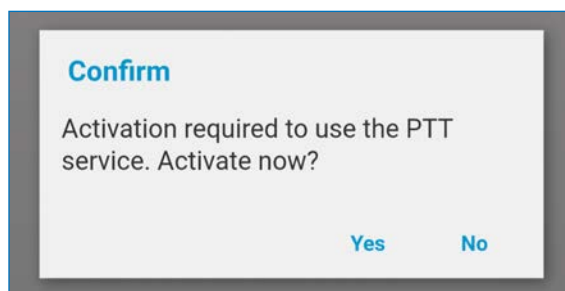 Confirm
Activation required to use the PTT
service. Activate now?
Yes No